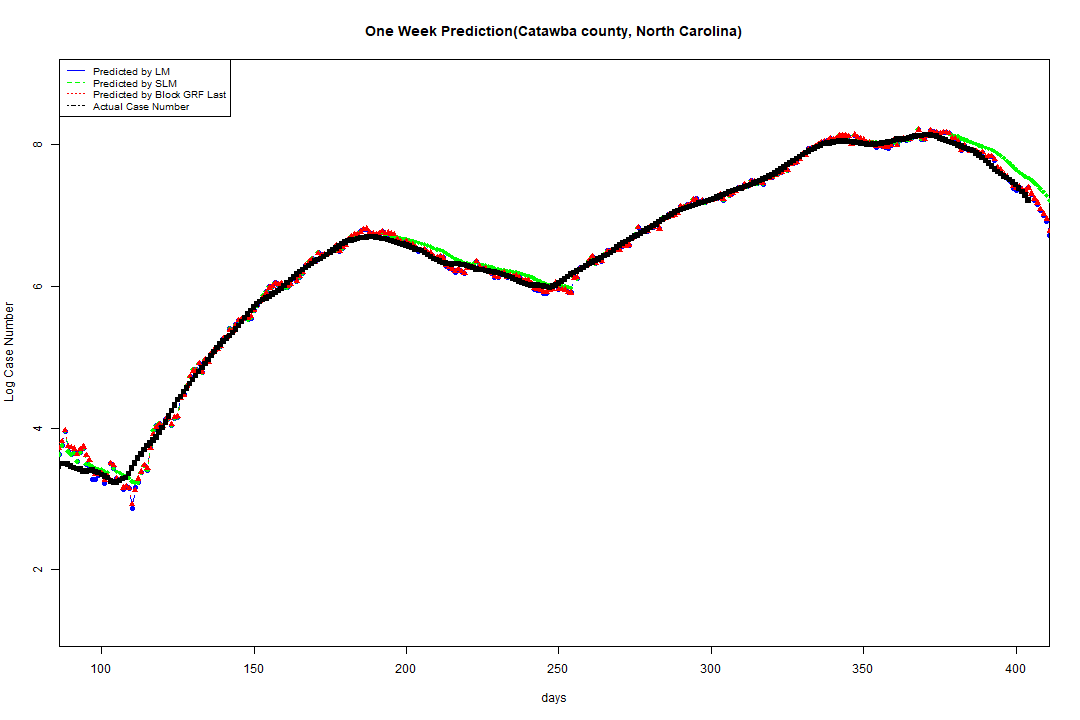 One Week Prediction(Catawba county, North Carolina)
Predicted by LM
Predicted by SLM
Predicted by Block GRF Last
Actual Case Number
Log Case Number
8
6
4
2
100 150 200 250 300 350 400
days